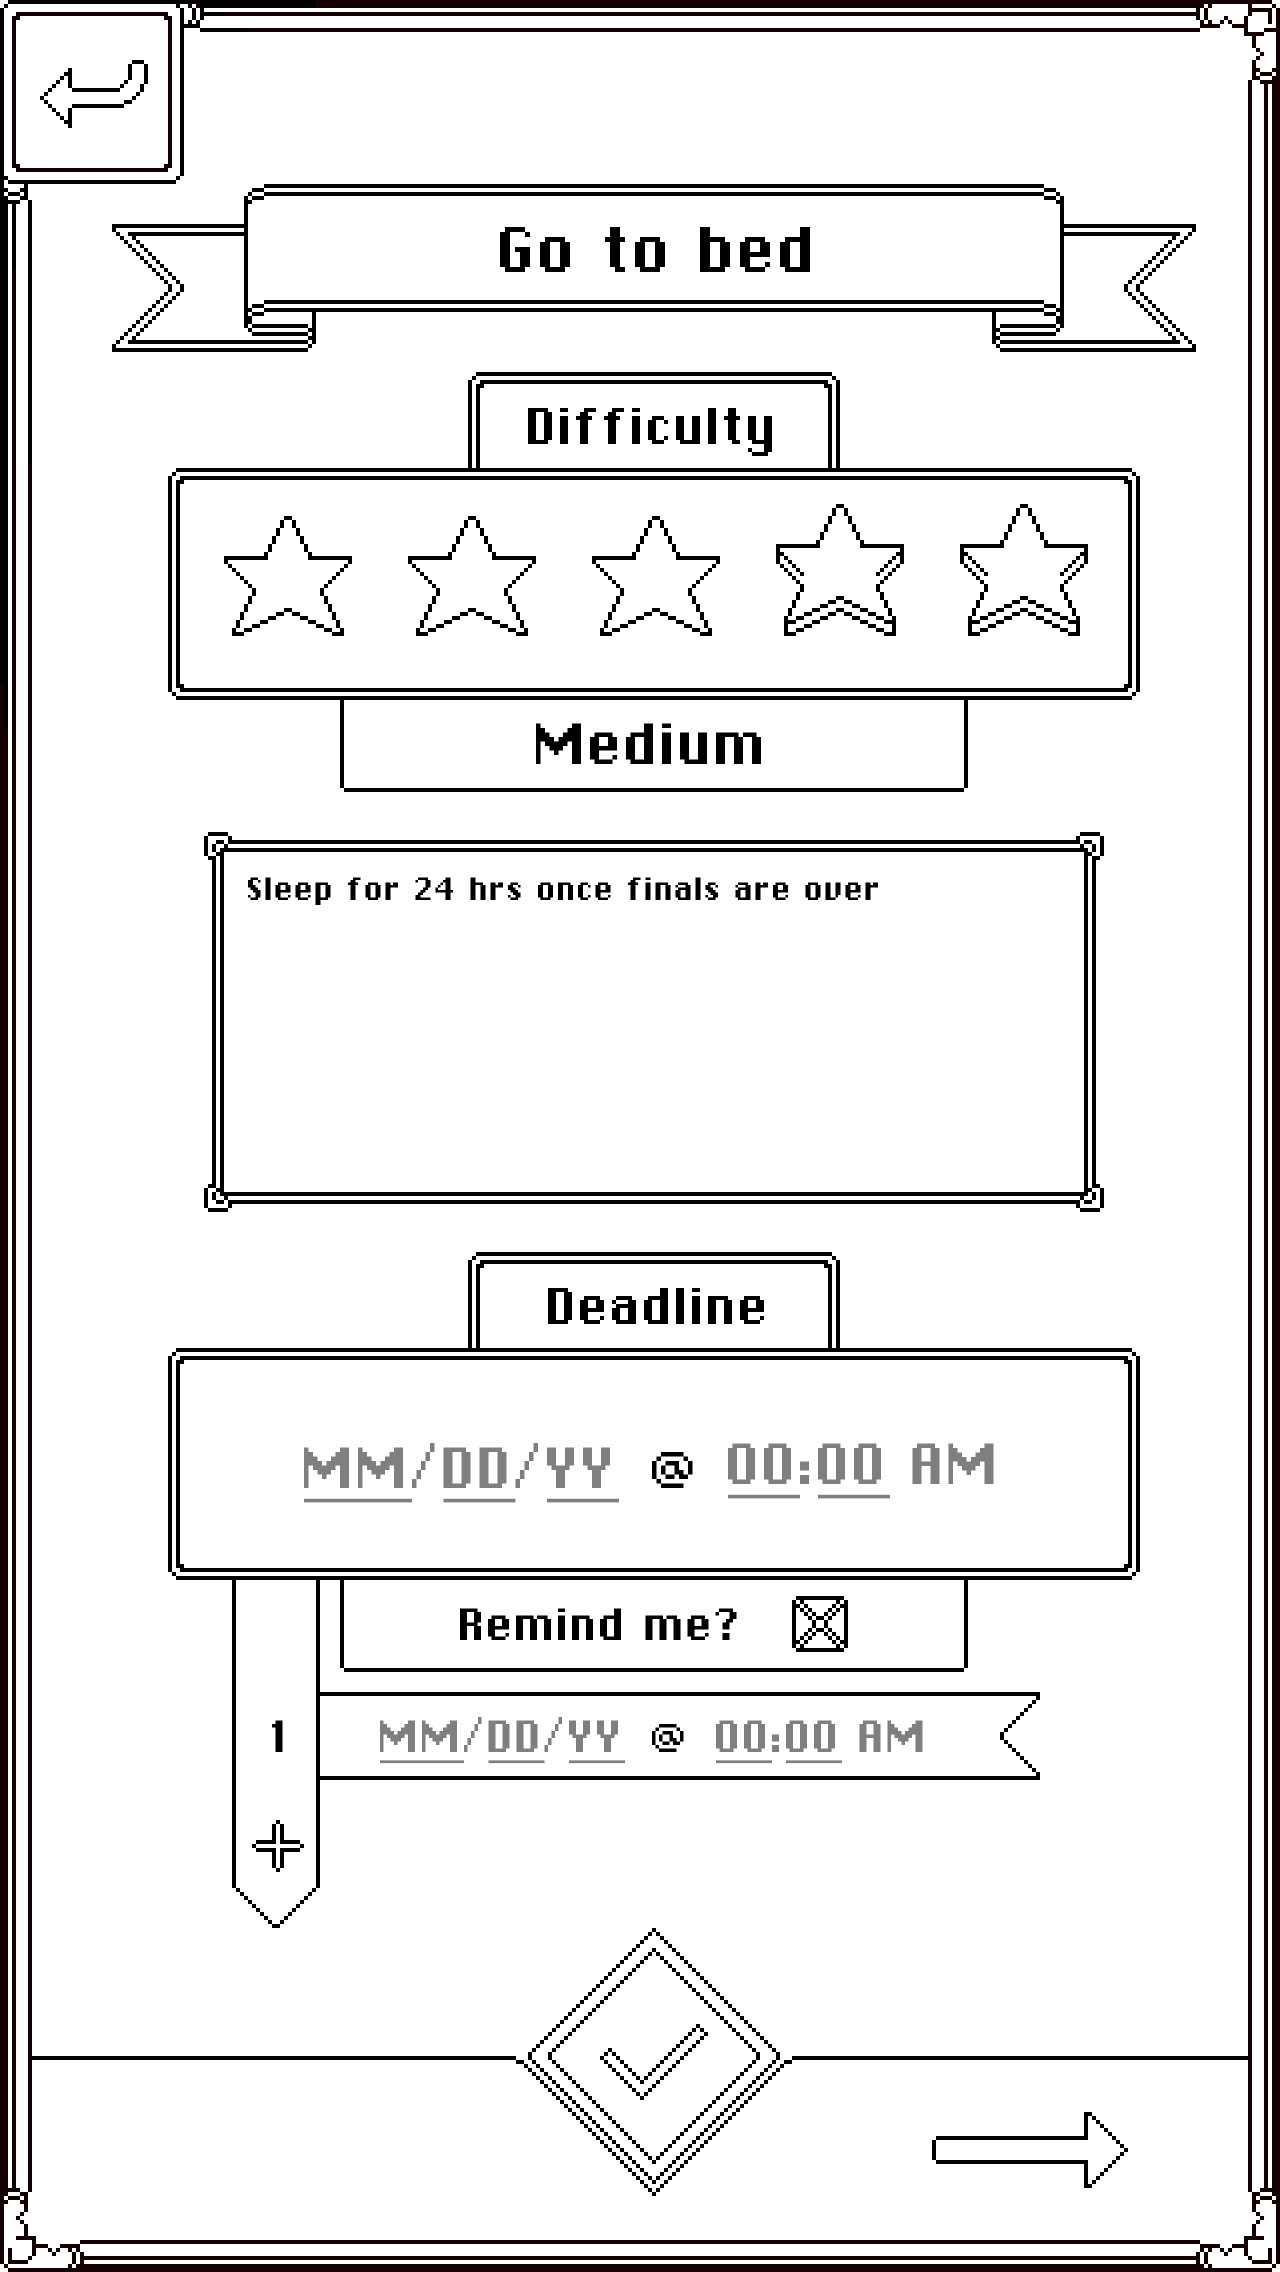 Go to bed
Difficulty
Medium
Sleep for 24 hrs once finals are over
Deadline
MM/DD/YY @ 00:00 AM
Remind me?
1 MM/DD/YY @ 00:00 AM